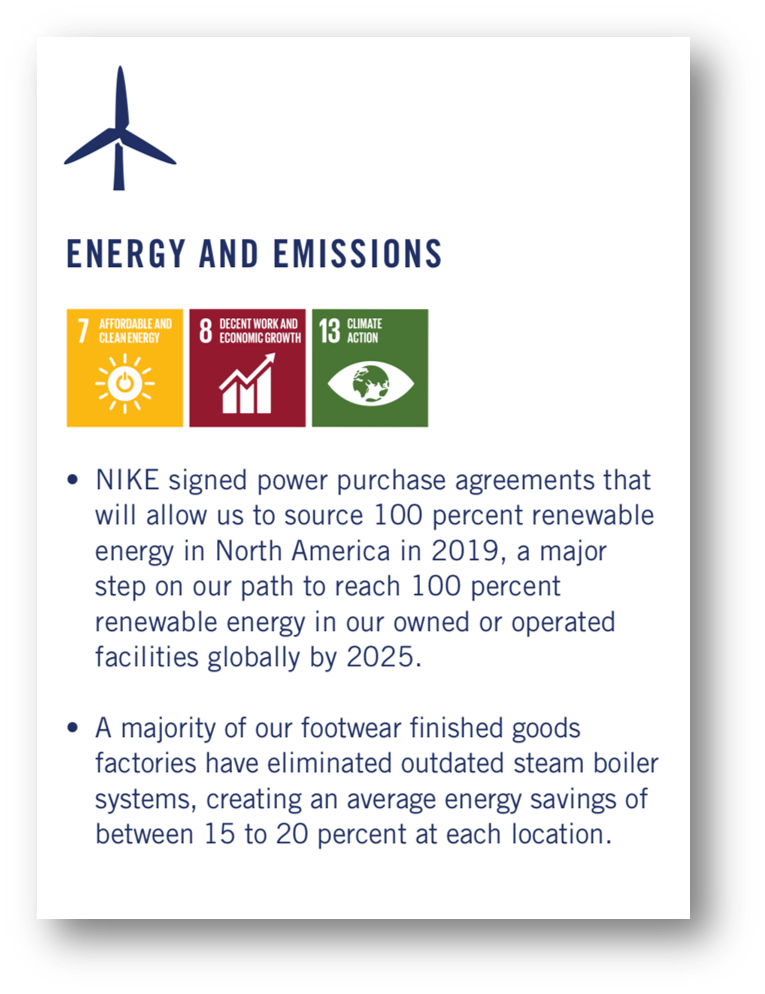 ENERGY AND EMISSIONS
7 AFFORDABLE AND
CLEAN ENERGY
8 DECENT WORK AND
ECONOMIC GROWTH
13 CLIMATE
ACTION
• NIKE signed power purchase agreements that
will allow us to source 100 percent renewable
energy in North America in 2019, a major
step on our path to reach 100 percent
renewable energy in our owned or operated
facilities globally by 2025.
• A majority of our footwear finished goods
factories have eliminated outdated steam boiler
systems, creating an average energy savings of
between 15 to 20 percent at each location.